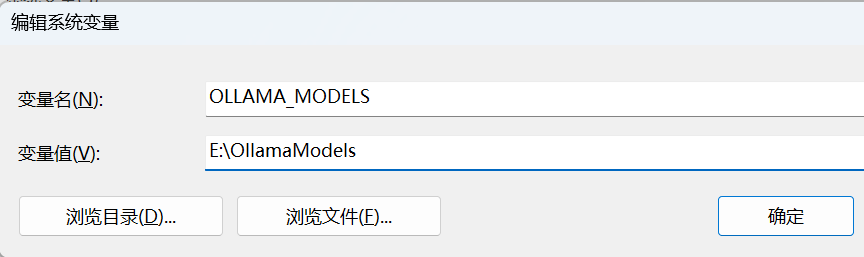 编辑系统变量
变量名(N):
OLLAMA_MODELS
变量值(V):
E:\OllamaModels
浏览目录(D)...
浏览文件(F)...
确定